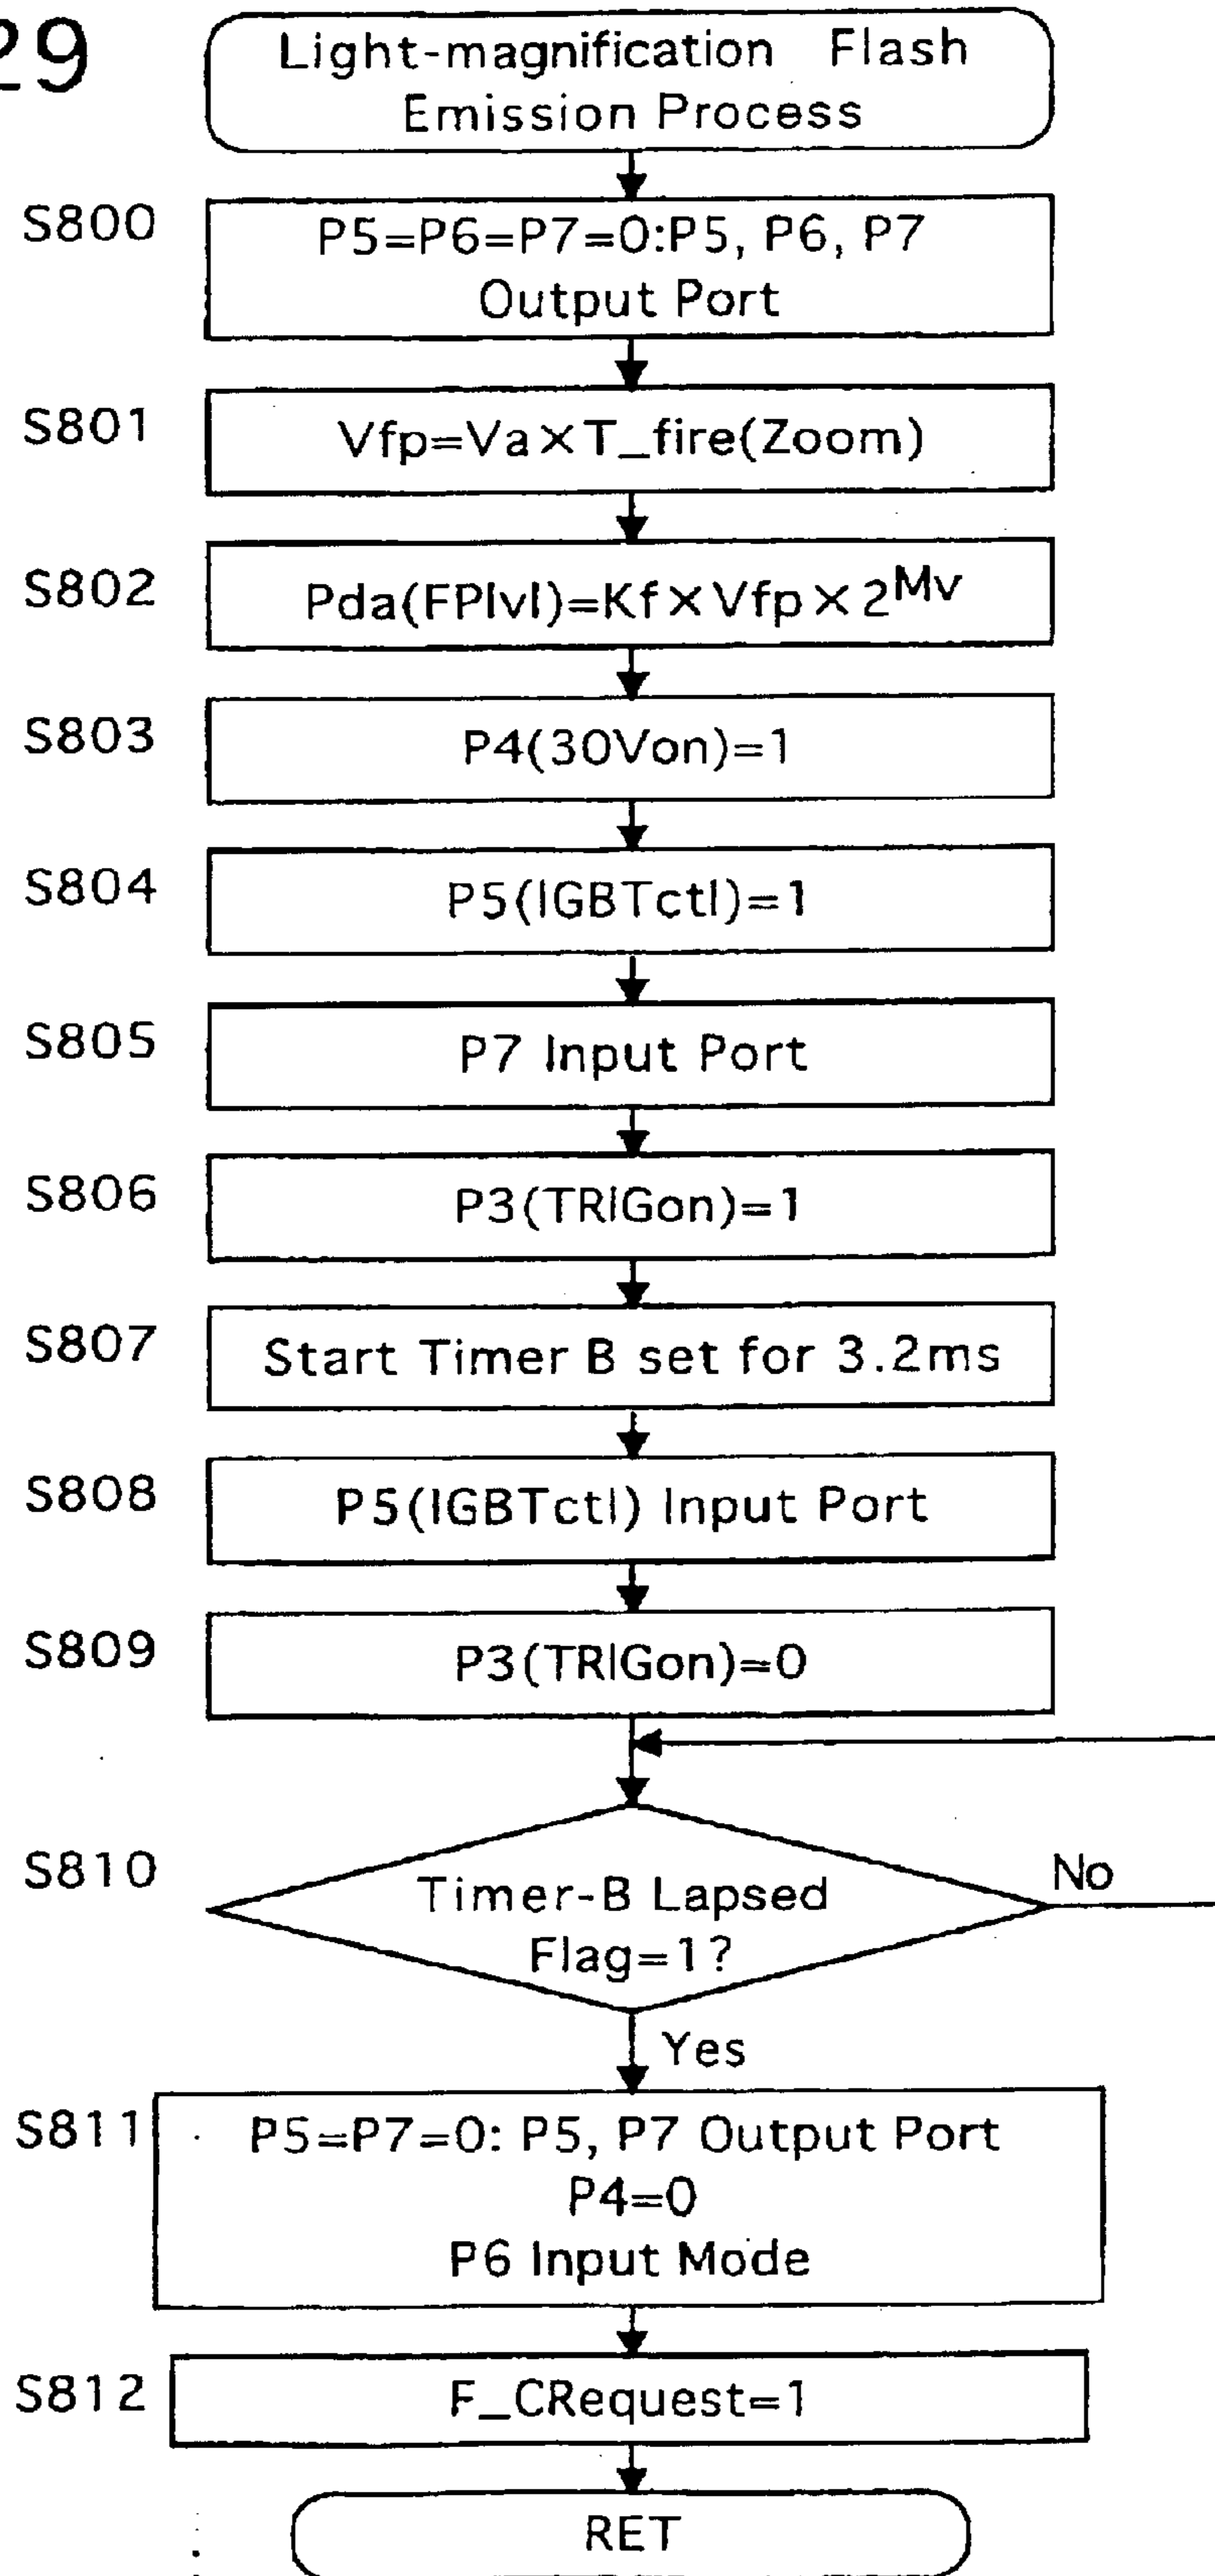 29
Light-magnification Flash
Emission Process
S800
P5=P6=P7=0:P5, P6, P7
Output Port
S801
Vfp=Va×T_fire(Zoom)
S802
Pda(FPlvl)=Kf×Vfp×2^Mv
S803
P4(30Von)=1
S804
P5(IGBTctl)=1
S805
P7 Input Port
S806
P3(TRIGon)=1
S807
Start Timer B set for 3.2ms
S808
P5(IGBTctl) Input Port
S809
P3(TRIGon)=0
S810
Timer-B Lapsed
Flag=1?
No
Yes
S811
P5=P7=0: P5, P7 Output Port
P4=0
P6 Input Mode
S812
F_CRequest=1
RET